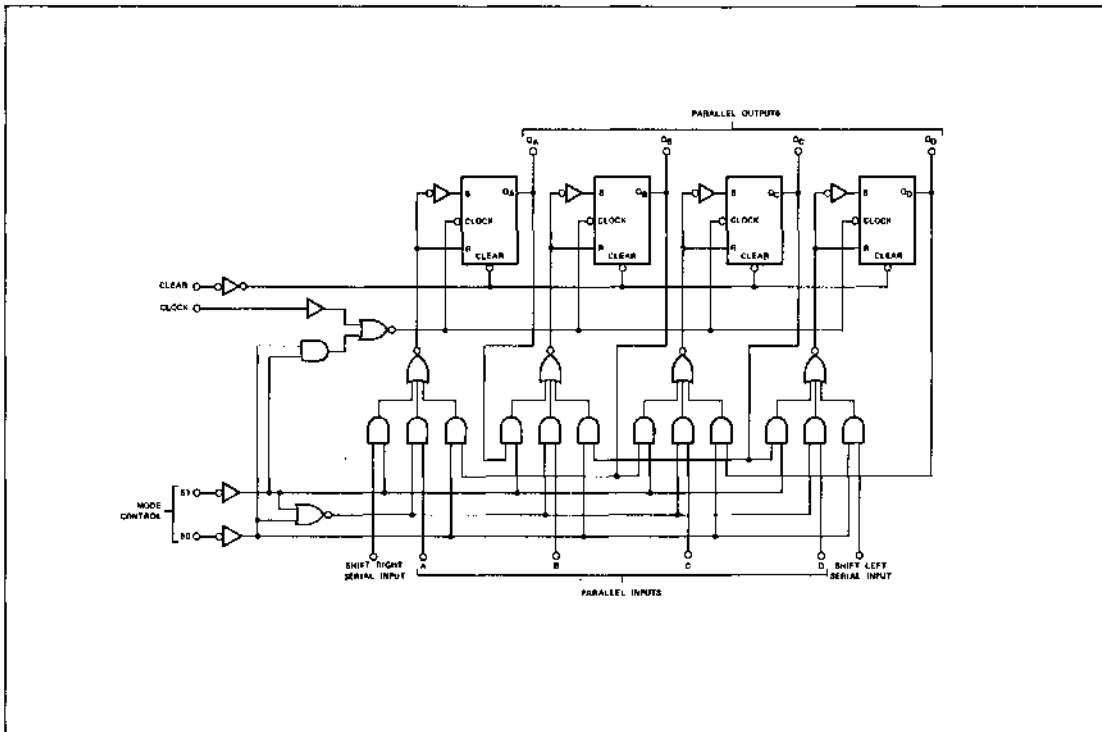 PARALLEL OUTPUTS
QA QB QC QD
S QA S QB S QC S QD
CLOCK CLOCK CLOCK CLOCK
R R R R
CLEAR CLEAR CLEAR CLEAR
CLEAR
CLOCK
MODE
CONTROL
S1
S0
SHIFT RIGHT
SERIAL INPUT
A B C D
SHIFT LEFT
SERIAL INPUT
PARALLEL INPUTS